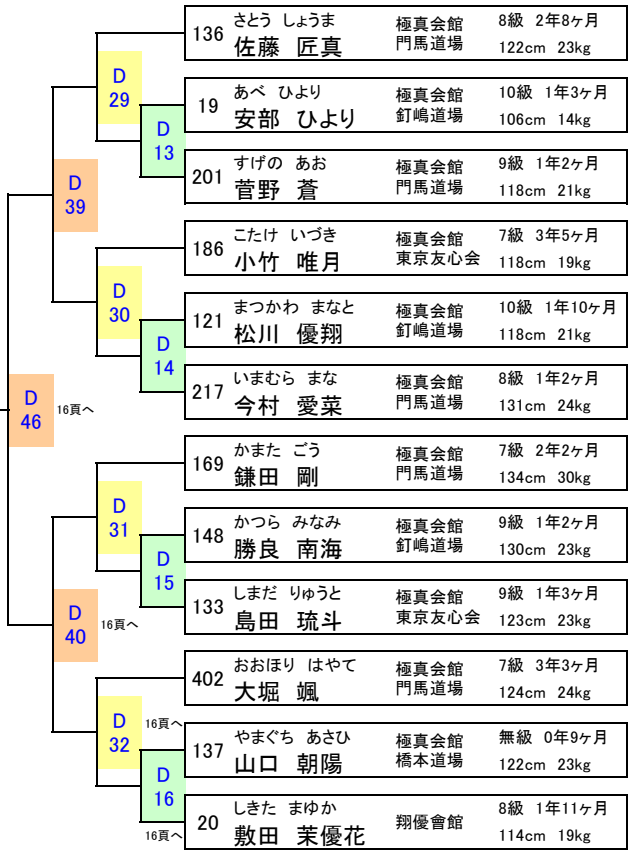 136 さとう しょうま 極真会館 8級 2年8ヶ月
佐藤 匠真 門馬道場 122cm 23kg
D 29
19 あべ ひより 極真会館 10級 1年3ヶ月
安部 ひより 釘嶋道場 106cm 14kg
D 13
201 すげの あお 極真会館 9級 1年2ヶ月
菅野 蒼 門馬道場 118cm 21kg
D 39
186 こたけ いづき 極真会館 7級 3年5ヶ月
小竹 唯月 東京友心会 118cm 19kg
D 30
121 まつかわ まなと 極真会館 10級 1年10ヶ月
松川 優翔 釘嶋道場 118cm 21kg
D 14
217 いまむら まな 極真会館 8級 1年2ヶ月
今村 愛菜 門馬道場 131cm 24kg
D 46 16頁へ
169 かまた ごう 極真会館 7級 2年2ヶ月
鎌田 剛 門馬道場 134cm 30kg
D 31
148 かつら みなみ 極真会館 9級 1年2ヶ月
勝良 南海 釘嶋道場 130cm 23kg
D 15
133 しまだ りゅうと 極真会館 9級 1年3ヶ月
島田 琉斗 東京友心会 123cm 23kg
D 40 16頁へ
402 おおほり はやて 極真会館 7級 3年3ヶ月
大堀 颯 門馬道場 124cm 24kg
D 32 16頁へ
137 やまぐち あさひ 極真会館 無級 0年9ヶ月
山口 朝陽 橋本道場 122cm 23kg
D 16 16頁へ
20 しきた まゆか 翔優會館 8級 1年11ヶ月
敷田 茉優花 114cm 19kg